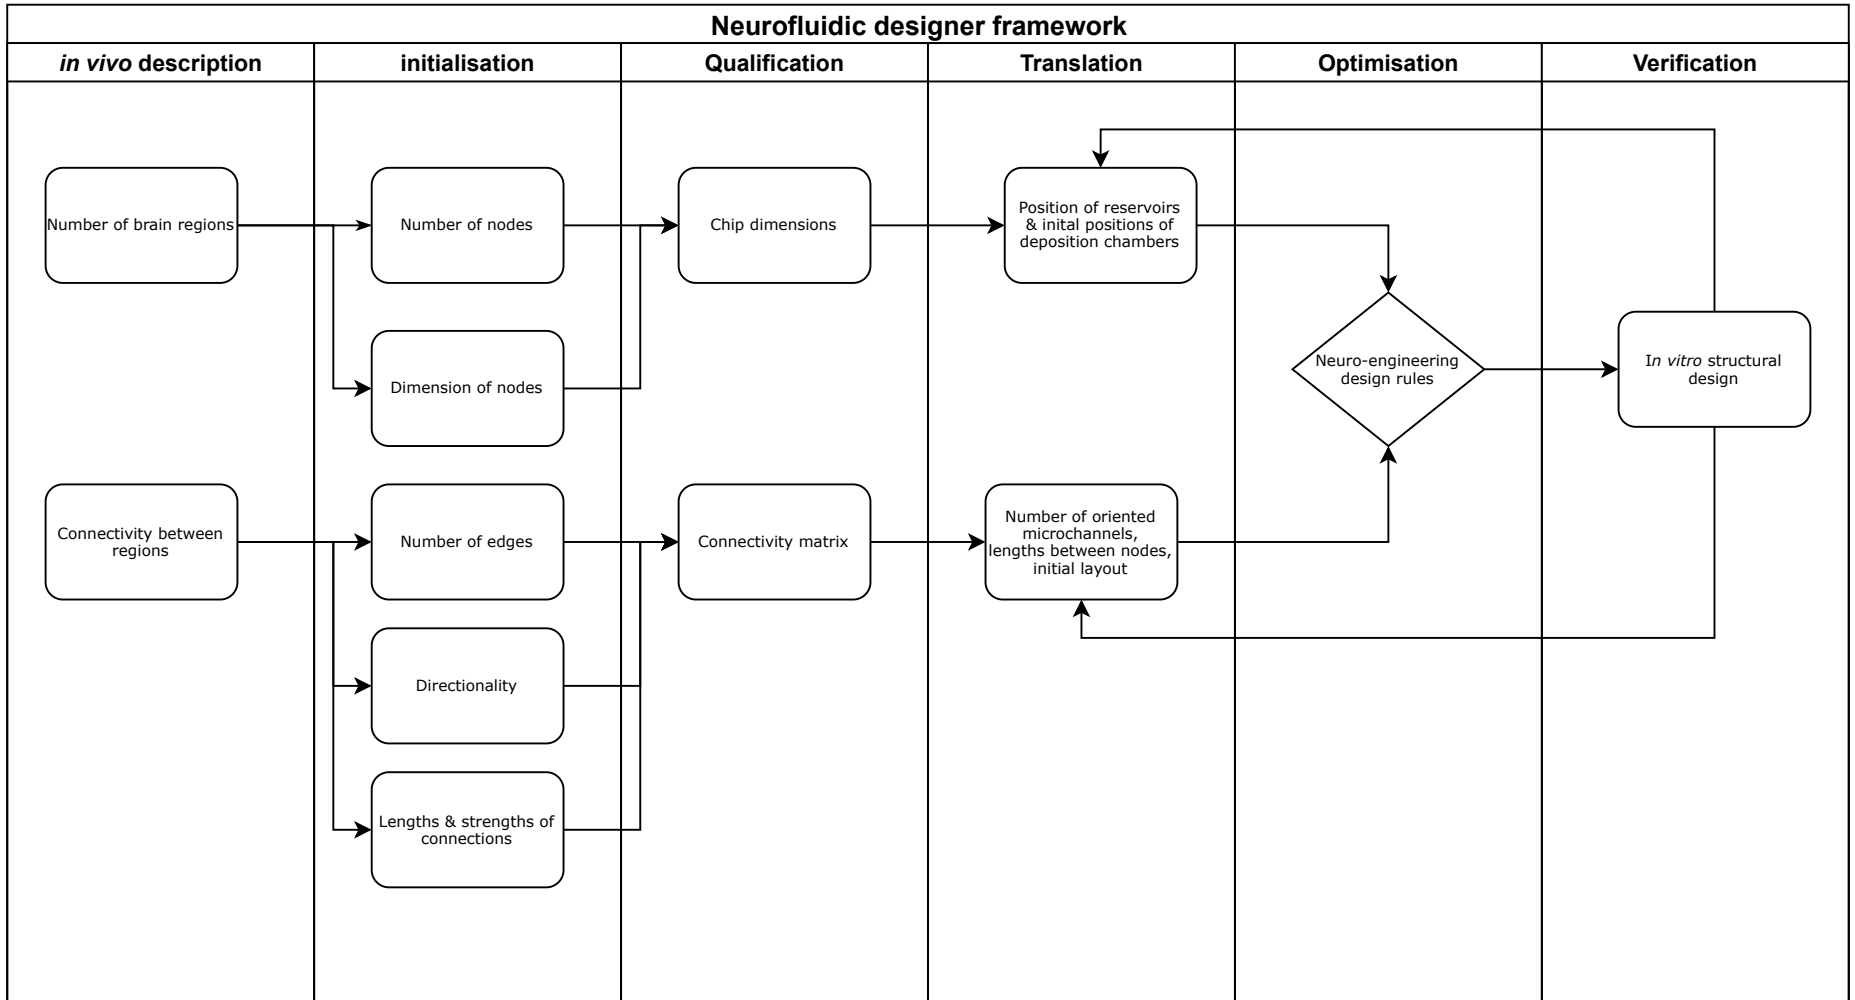 Neurofluidic designer framework
in vivo description
initialisation
Qualification
Translation
Optimisation
Verification
Number of brain regions
Number of nodes
Chip dimensions
Position of reservoirs
& inital positions of
deposition chambers
Dimension of nodes
Neuro-engineering
design rules
In vitro structural
design
Connectivity between
regions
Number of edges
Connectivity matrix
Number of oriented
microchannels,
lengths between nodes,
initial layout
Directionality
Lengths & strengths of
connections